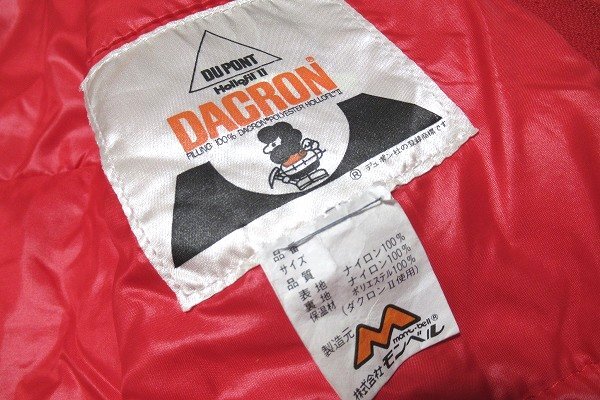 DU PONT
Hollofil II
DACRON®
FILLING 100% DACRON® POLYESTER HOLLOFIL® II
®デュポン社の登録商標です
品番
サイズ
品質
表地 ナイロン100%
裏地 ナイロン100%
保温材 ポリエステル100%
(ダクロンII使用)
製造元
mont-bell®
株式会社モンベル